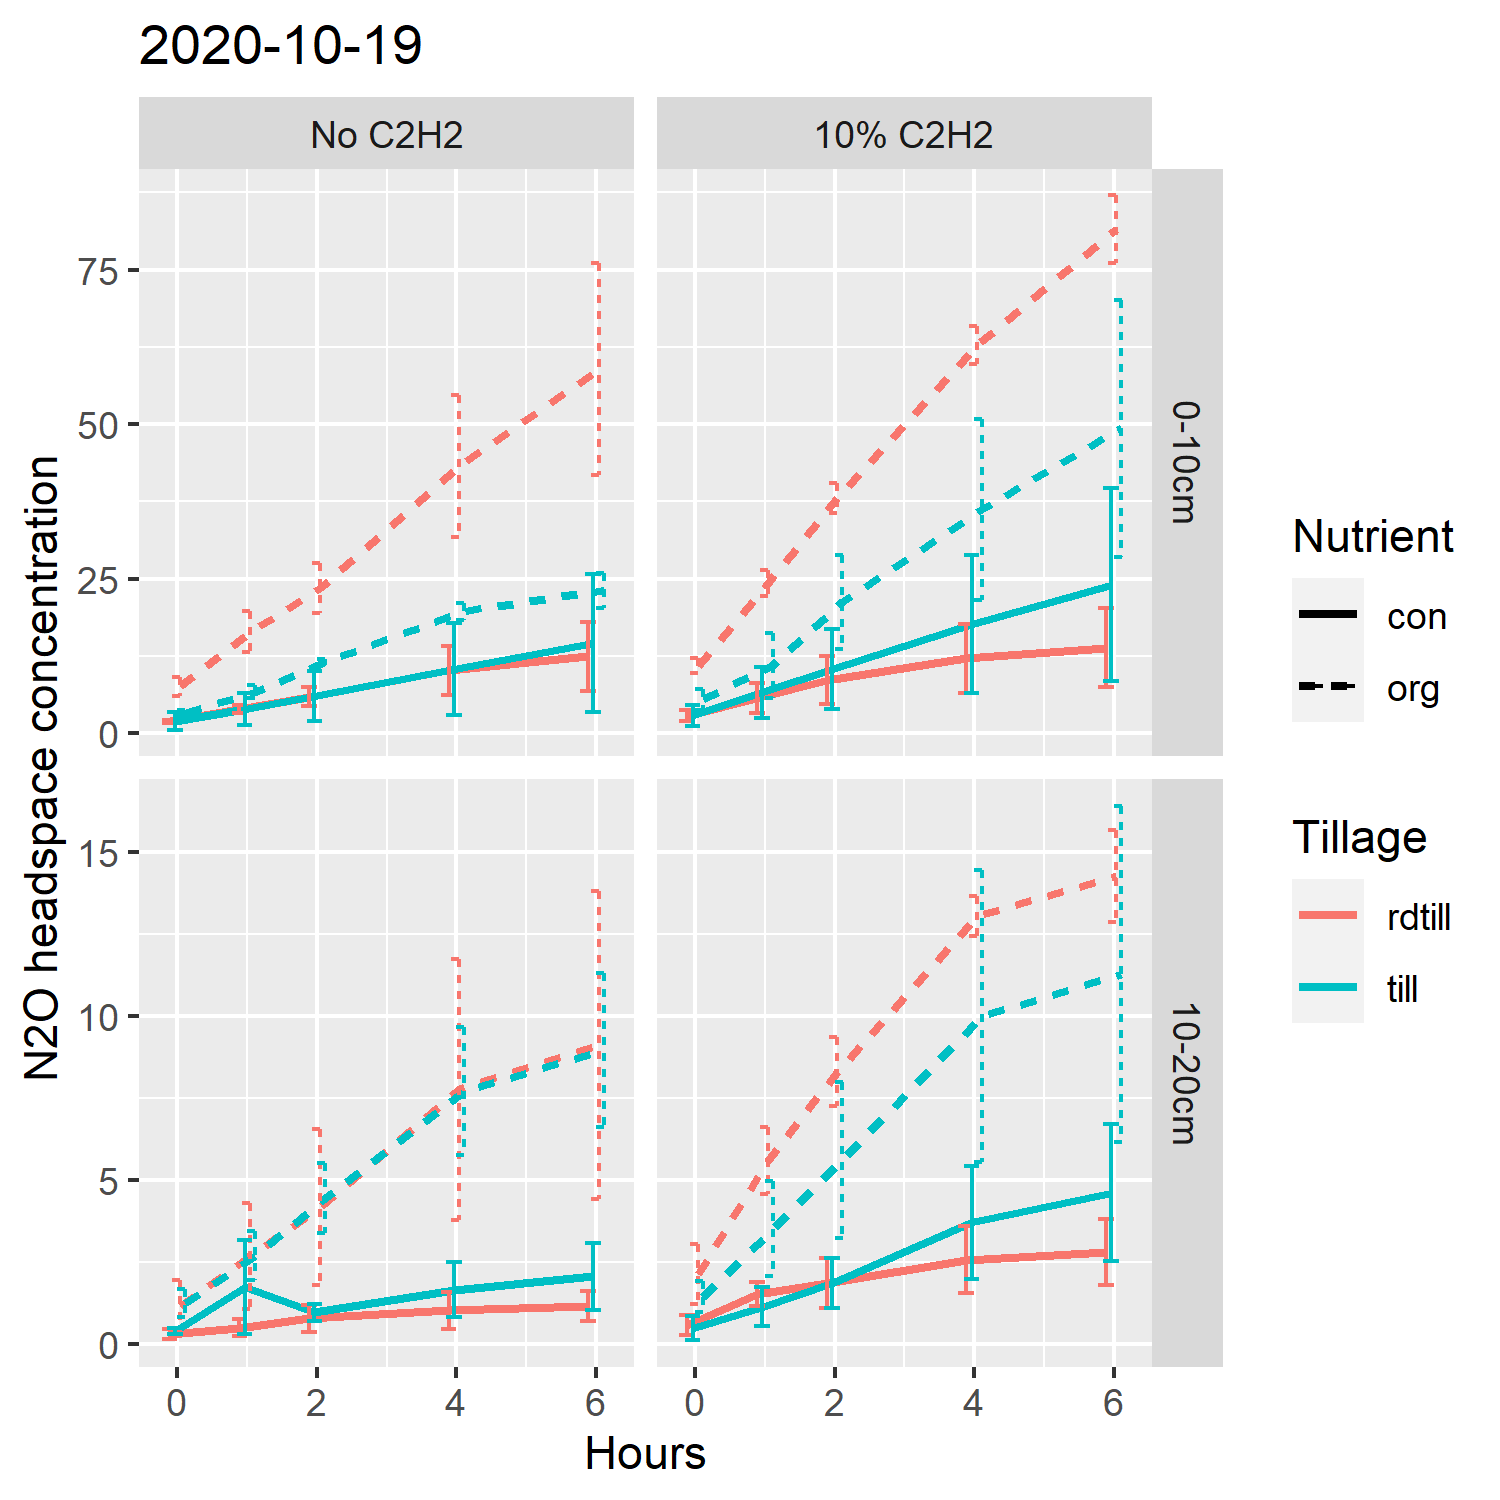 2020-10-19
No C2H2
10% C2H2
0-10cm
10-20cm
N2O headspace concentration
75
50
25
0
15
10
5
0
0 2 4 6
0 2 4 6
Hours
Nutrient
con
org
Tillage
rdtill
till